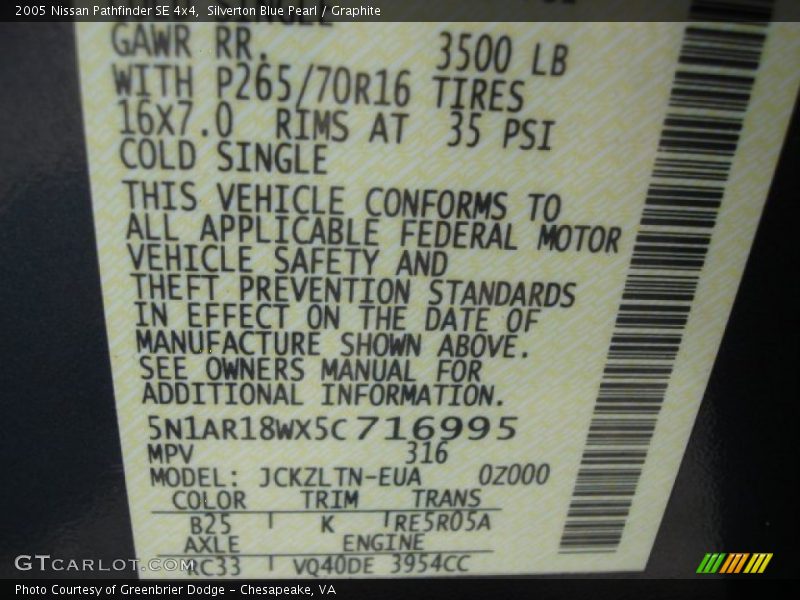 2005 Nissan Pathfinder SE 4x4, Silverton Blue Pearl / Graphite
GAWR RR. 3500 LB
WITH P265/70R16 TIRES
16X7.0 RIMS AT 35 PSI
COLD SINGLE
THIS VEHICLE CONFORMS TO
ALL APPLICABLE FEDERAL MOTOR
VEHICLE SAFETY AND
THEFT PREVENTION STANDARDS
IN EFFECT ON THE DATE OF
MANUFACTURE SHOWN ABOVE.
SEE OWNERS MANUAL FOR
ADDITIONAL INFORMATION.
5N1AR18WX5C716995
MPV 316
MODEL: JCKZLTN-EUA 0Z000
COLOR TRIM TRANS
B25 K RE5R05A
AXLE ENGINE
RC33 VQ40DE 3954CC
GTCARLOT.COM
Photo Courtesy of Greenbrier Dodge - Chesapeake, VA